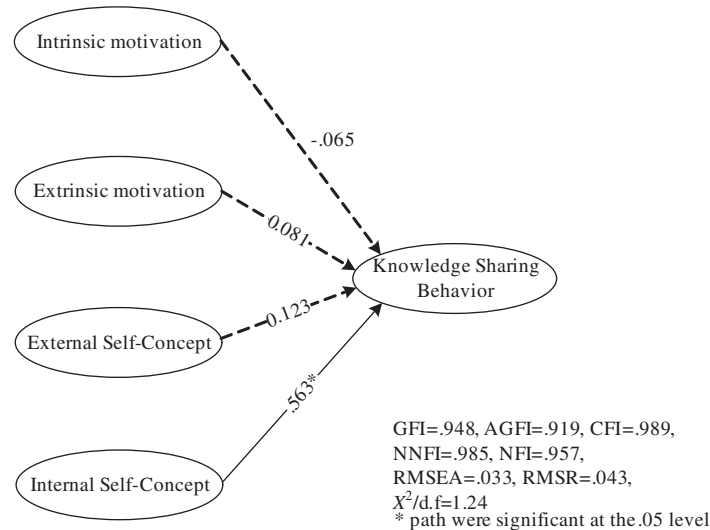 Intrinsic motivation
-.065
Extrinsic motivation
0.081
Knowledge Sharing
Behavior
0.123
External Self-Concept
.563*
GFI=.948, AGFI=.919, CFI=.989,
NNFI=.985, NFI=.957,
Internal Self-Concept
RMSEA=.033, RMSR=.043,
X²/d.f=1.24
* path were significant at the .05 level